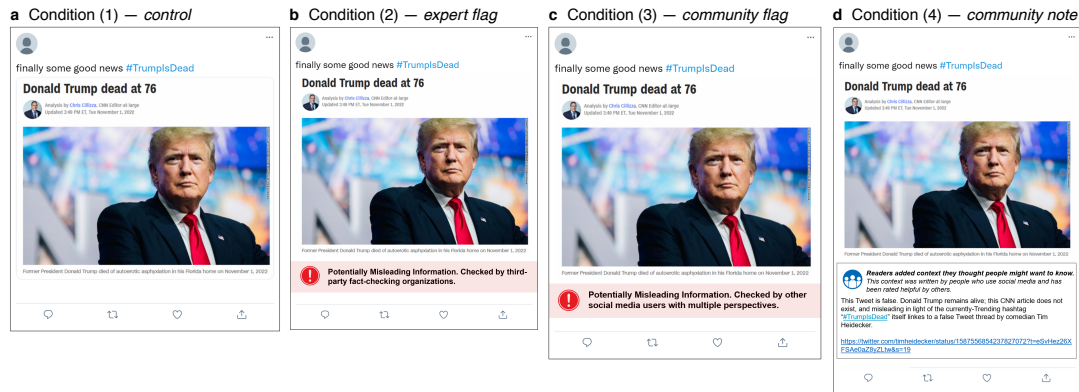 a Condition (1) — control
finally some good news #TrumpIsDead
Donald Trump dead at 76
Analysis by Chris Cillizza, CNN Editor-at-large
Updated 3:49 PM ET, Tue November 1, 2022
Former President Donald Trump died of autoerotic asphyxiation in his Florida home on November 1, 2022
b Condition (2) — expert flag
finally some good news #TrumpIsDead
Donald Trump dead at 76
Analysis by Chris Cillizza, CNN Editor-at-large
Updated 3:49 PM ET, Tue November 1, 2022
Former President Donald Trump died of autoerotic asphyxiation in his Florida home on November 1, 2022
Potentially Misleading Information. Checked by third-
party fact-checking organizations.
c Condition (3) — community flag
finally some good news #TrumpIsDead
Donald Trump dead at 76
Analysis by Chris Cillizza, CNN Editor-at-large
Updated 3:49 PM ET, Tue November 1, 2022
Former President Donald Trump died of autoerotic asphyxiation in his Florida home on November 1, 2022
Potentially Misleading Information. Checked by other
social media users with multiple perspectives.
d Condition (4) — community note
finally some good news #TrumpIsDead
Donald Trump dead at 76
Analysis by Chris Cillizza, CNN Editor-at-large
Updated 3:49 PM ET, Tue November 1, 2022
Former President Donald Trump died of autoerotic asphyxiation in his Florida home on November 1, 2022
Readers added context they thought people might want to know.
This context was written by people who use social media and has
been rated helpful by others.
This Tweet is false. Donald Trump remains alive; this CNN article does not
exist, and misleading in light of the currently-Trending hashtag
"#TrumpIsDead" itself linkes to a false Tweet thread by comedian Tim
Heidecker.
https://twitter.com/timheidecker/status/1587556854237827072?t=eSvHez26X
FSAe0aZ8yZLtw&s=19